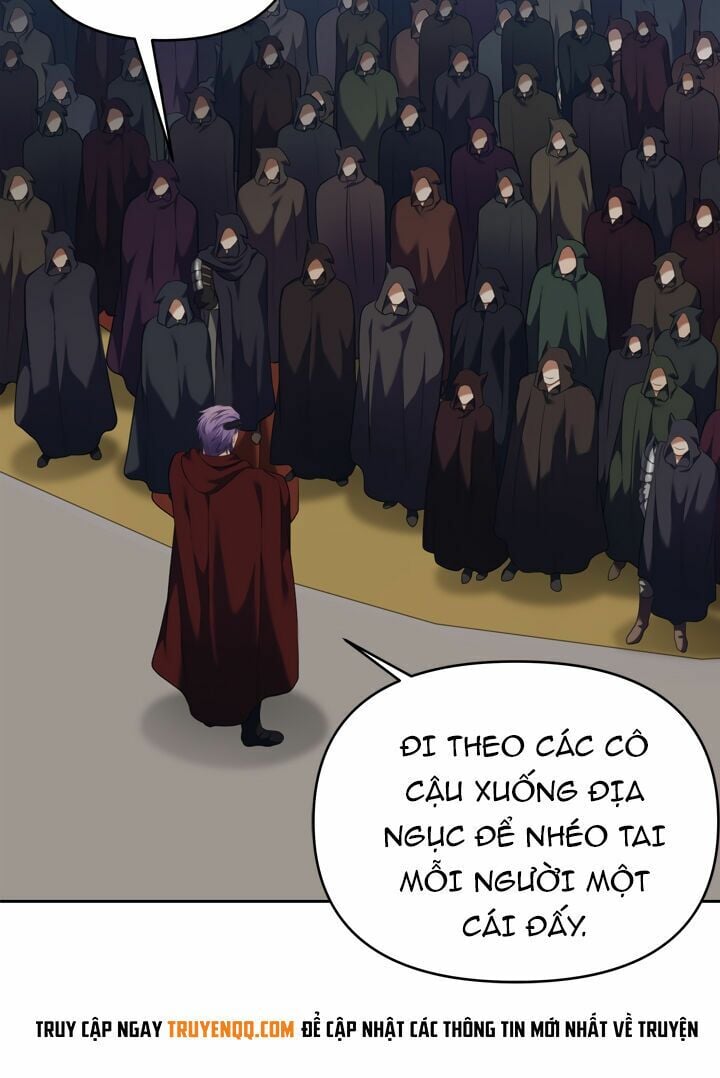 ĐI THEO CÁC CÔ
CẬU XUỐNG ĐỊA
NGỤC ĐỂ NHÉO TAI
MỖI NGƯỜI MỘT
CÁI ĐẤY.
TRUY CẬP NGAY TRUYENQQ.COM ĐỂ CẬP NHẬT CÁC THÔNG TIN MỚI NHẤT VỀ TRUYỆN